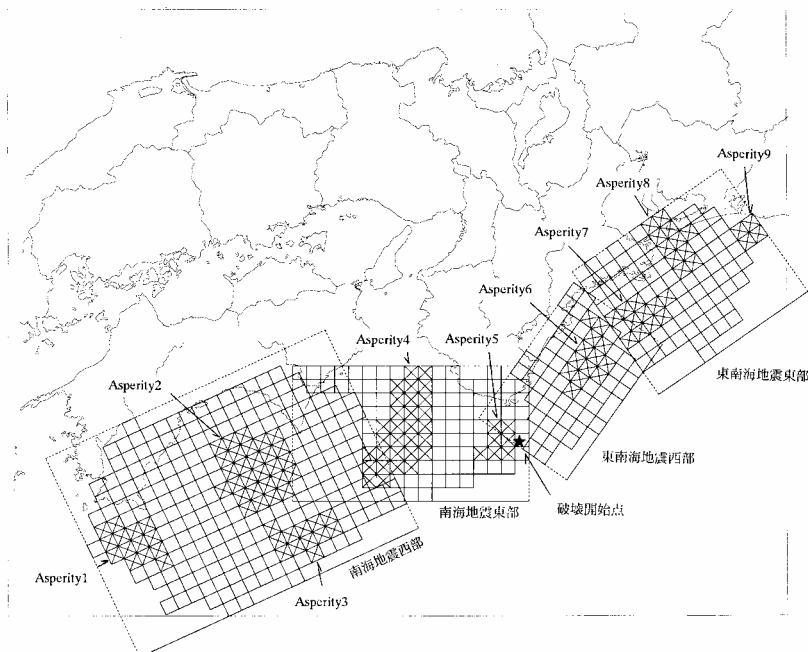 Asperity9
Asperity8
Asperity7
Asperity6
Asperity4
Asperity5
Asperity2
東南海地震東部
東南海地震西部
南海地震東部
破壊開始点
南海地震西部
Asperity1
Asperity3